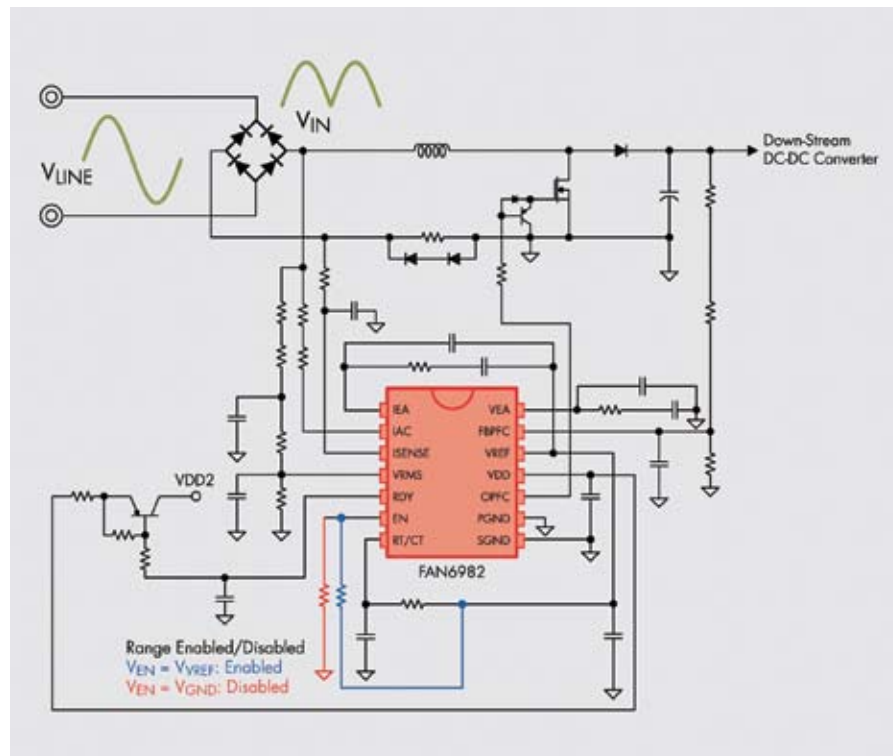 VIN
VLINE
Down-Stream
DC-DC Converter
IEA
IAC
ISENSE
VRMS
RDY
EN
RT/CT
VEA
FBPFC
VREF
VDD
OPFC
PGND
SGND
FAN6982
VDD2
Range Enabled/Disabled
VEN = VVREF: Enabled
VEN = VGND: Disabled